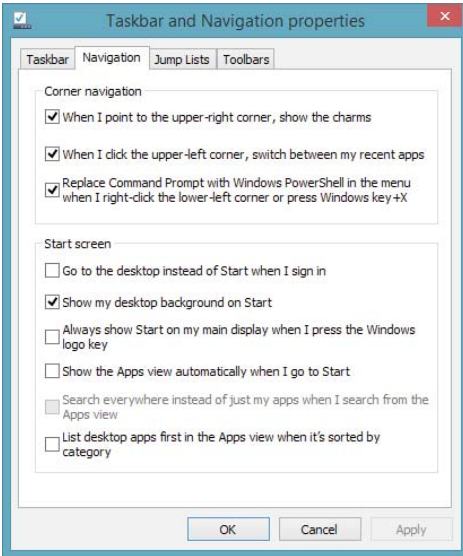 Taskbar and Navigation properties
Taskbar Navigation Jump Lists Toolbars
Corner navigation
When I point to the upper-right corner, show the charms
When I click the upper-left corner, switch between my recent apps
Replace Command Prompt with Windows PowerShell in the menu
when I right-click the lower-left corner or press Windows key+X
Start screen
Go to the desktop instead of Start when I sign in
Show my desktop background on Start
Always show Start on my main display when I press the Windows
logo key
Show the Apps view automatically when I go to Start
Search everywhere instead of just my apps when I search from the
Apps view
List desktop apps first in the Apps view when it's sorted by
category
OK Cancel Apply